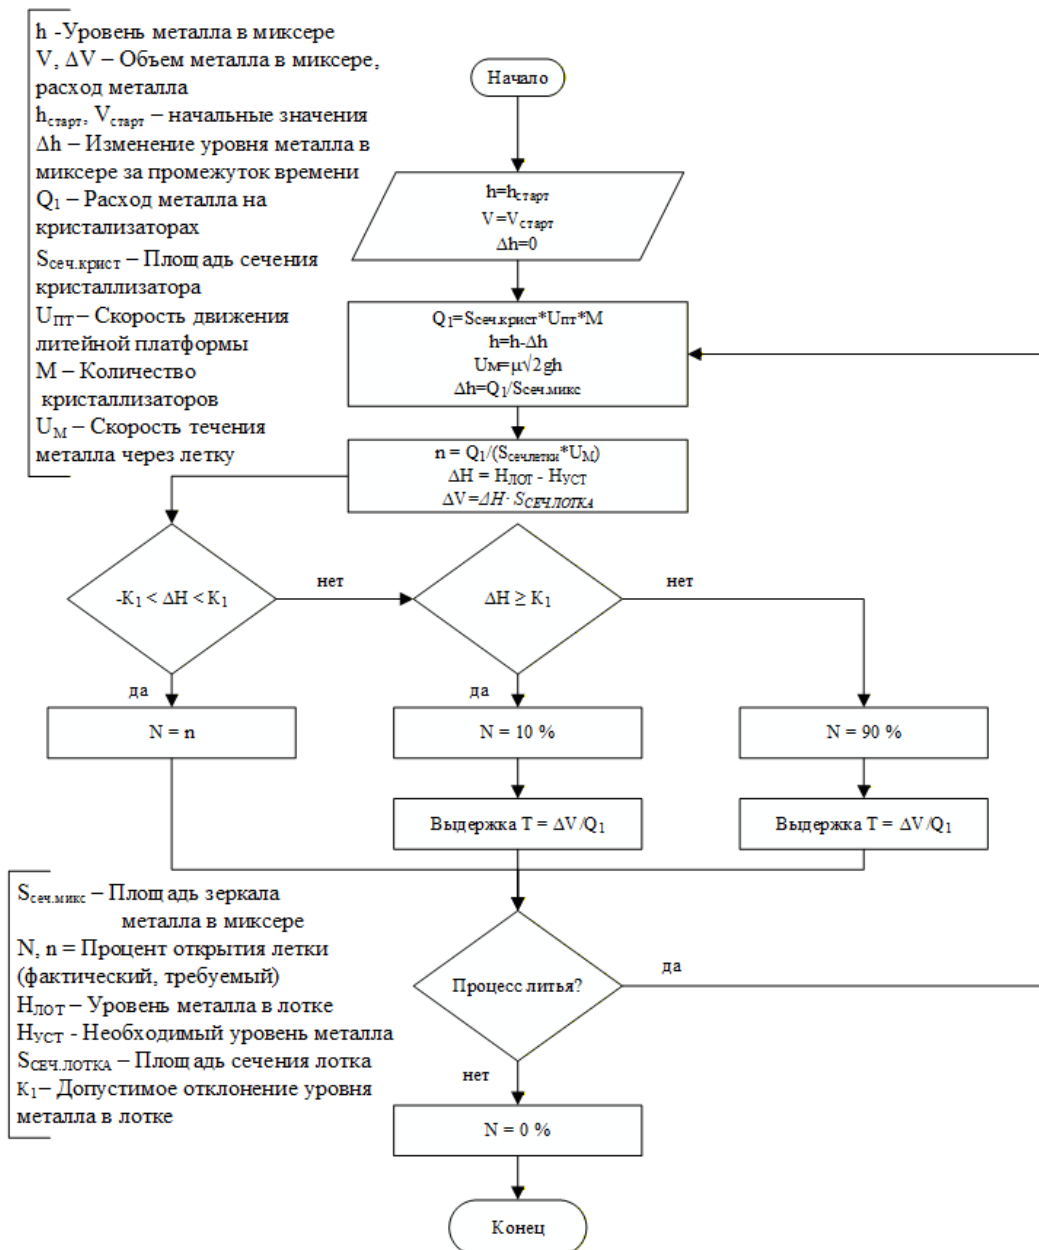 h -Уровень металла в миксере
V, ΔV – Объем металла в миксере,
расход металла
hстарт, Vстарт – начальные значения
Δh – Изменение уровня металла в
миксере за промежуток времени
Q₁ – Расход металла на
кристализаторах
Sсеч.крист – Площадь сечения
кристаллизатора
UПТ – Скорость движения
литейной платформы
M – Количество
кристаллизаторов
UМ – Скорость течения
металла через летку
Начало
h=hстарт
V=Vстарт
Δh=0
Q₁=Sсеч.крист*Uпт*M
h=h-Δh
Uм=μ√2gh
Δh=Q₁/Sсеч.микс
n = Q₁/(Sсеч.летки*UМ)
ΔH = HЛОТ - HУСТ
ΔV=ΔH· SСЕЧ.ЛОТКА
-K₁ < ΔH < K₁
нет
ΔH ≥ K₁
нет
да
да
N = n
N = 10 %
N = 90 %
Выдержка T = ΔV/Q₁
Выдержка T = ΔV/Q₁
Sсеч.микс – Площадь зеркала
металла в миксере
N, n = Процент открытия летки
(фактический, требуемый)
HЛОТ – Уровень металла в лотке
HУСТ - Необходимый уровень металла
SСЕЧ.ЛОТКА – Площадь сечения лотка
K₁– Допустимое отклонение уровня
металла в лотке
Процесс литья?
да
нет
N = 0 %
Конец